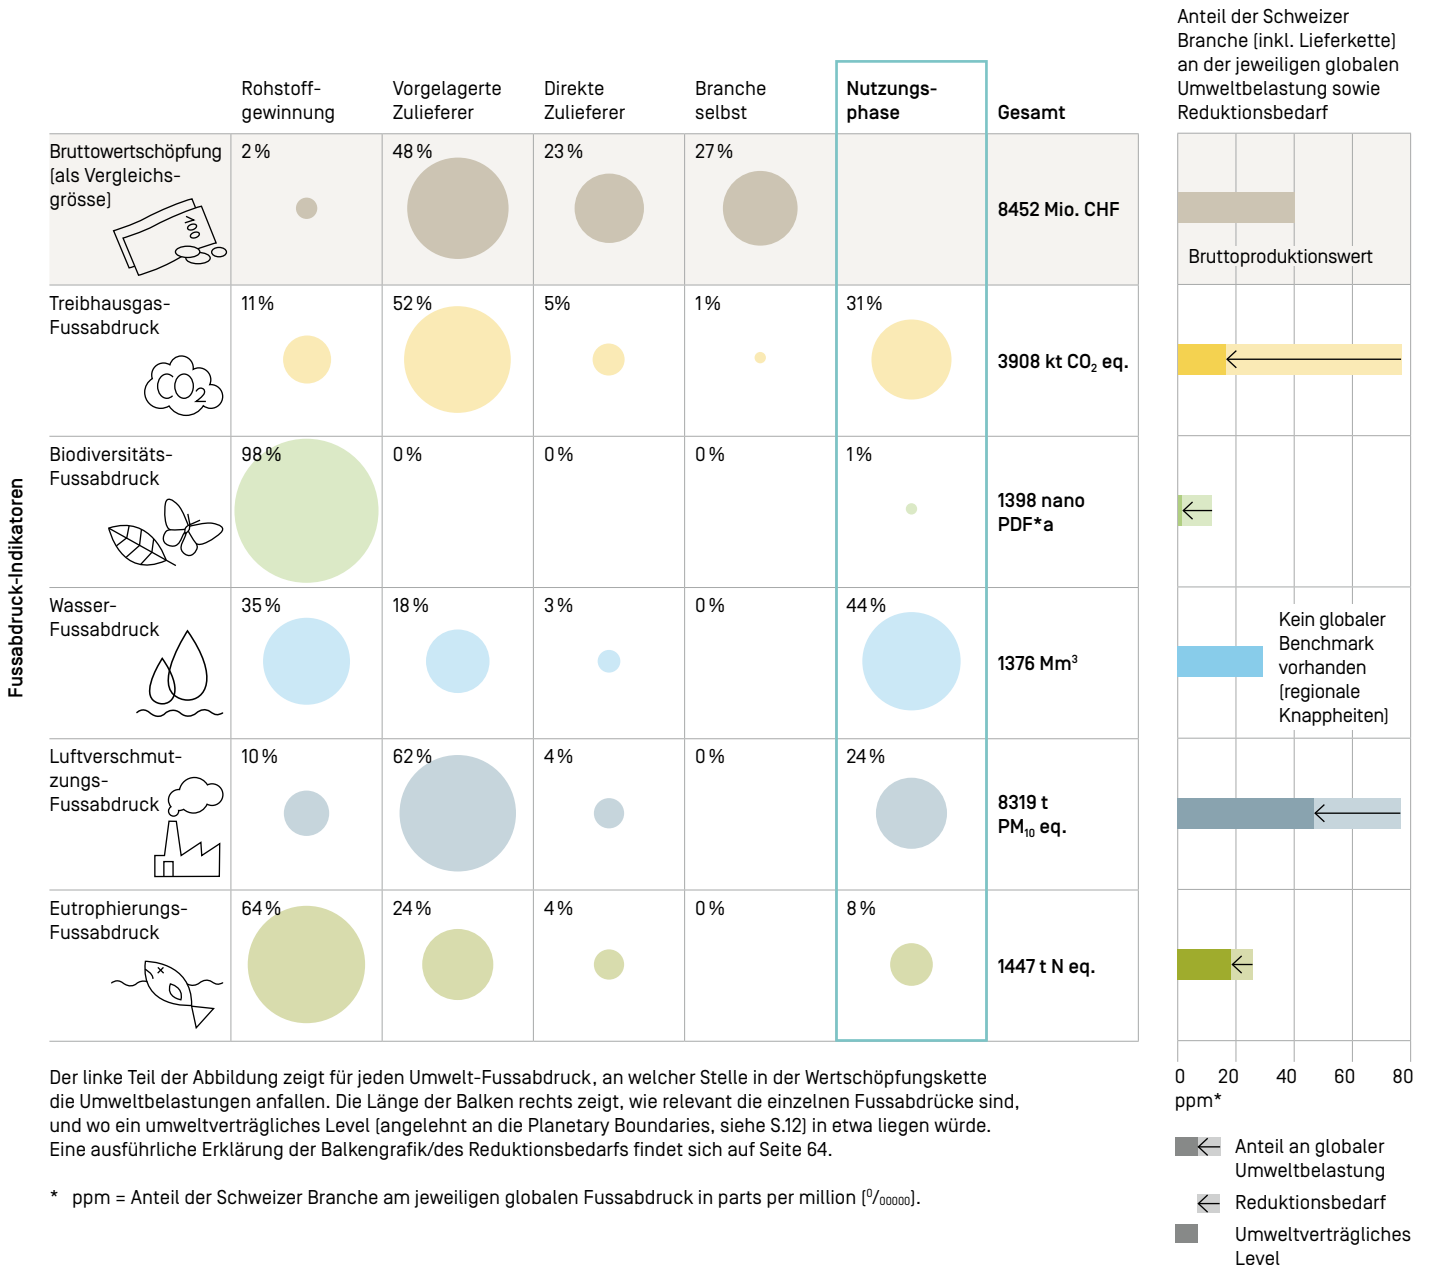 Anteil der Schweizer
Branche (inkl. Lieferkette)
an der jeweiligen globalen
Umweltbelastung sowie
Reduktionsbedarf
Rohstoff-
gewinnung
Vorgelagerte
Zulieferer
Direkte
Zulieferer
Branche
selbst
Nutzungs-
phase
Gesamt
Fussabdruck-Indikatoren
Bruttowertschöpfung
(als Vergleichs-
grösse)
100
2 %
48 %
23 %
27 %
8452 Mio. CHF
Bruttoproduktionswert
Treibhausgas-
Fussabdruck
CO2
11 %
52 %
5%
1 %
31 %
3908 kt CO₂ eq.
Biodiversitäts-
Fussabdruck
98 %
0 %
0 %
0 %
1 %
1398 nano
PDF*a
Wasser-
Fussabdruck
35 %
18 %
3 %
0 %
44 %
1376 Mm³
Kein globaler
Benchmark
vorhanden
(regionale
Knappheiten)
Luftverschmut-
zungs-
Fussabdruck
10 %
62 %
4 %
0 %
24 %
8319 t
PM₁₀ eq.
Eutrophierungs-
Fussabdruck
64 %
24 %
4 %
0 %
8 %
1447 t N eq.
0 20 40 60 80
ppm*
Anteil an globaler
Umweltbelastung
Reduktionsbedarf
Umweltverträgliches
Level
Der linke Teil der Abbildung zeigt für jeden Umwelt-Fussabdruck, an welcher Stelle in der Wertschöpfungskette
die Umweltbelastungen anfallen. Die Länge der Balken rechts zeigt, wie relevant die einzelnen Fussabdrücke sind,
und wo ein umweltverträgliches Level (angelehnt an die Planetary Boundaries, siehe S.12) in etwa liegen würde.
Eine ausführliche Erklärung der Balkengrafik/des Reduktionsbedarfs findet sich auf Seite 64.
* ppm = Anteil der Schweizer Branche am jeweiligen globalen Fussabdruck in parts per million (⁰/₀₀₀₀₀).